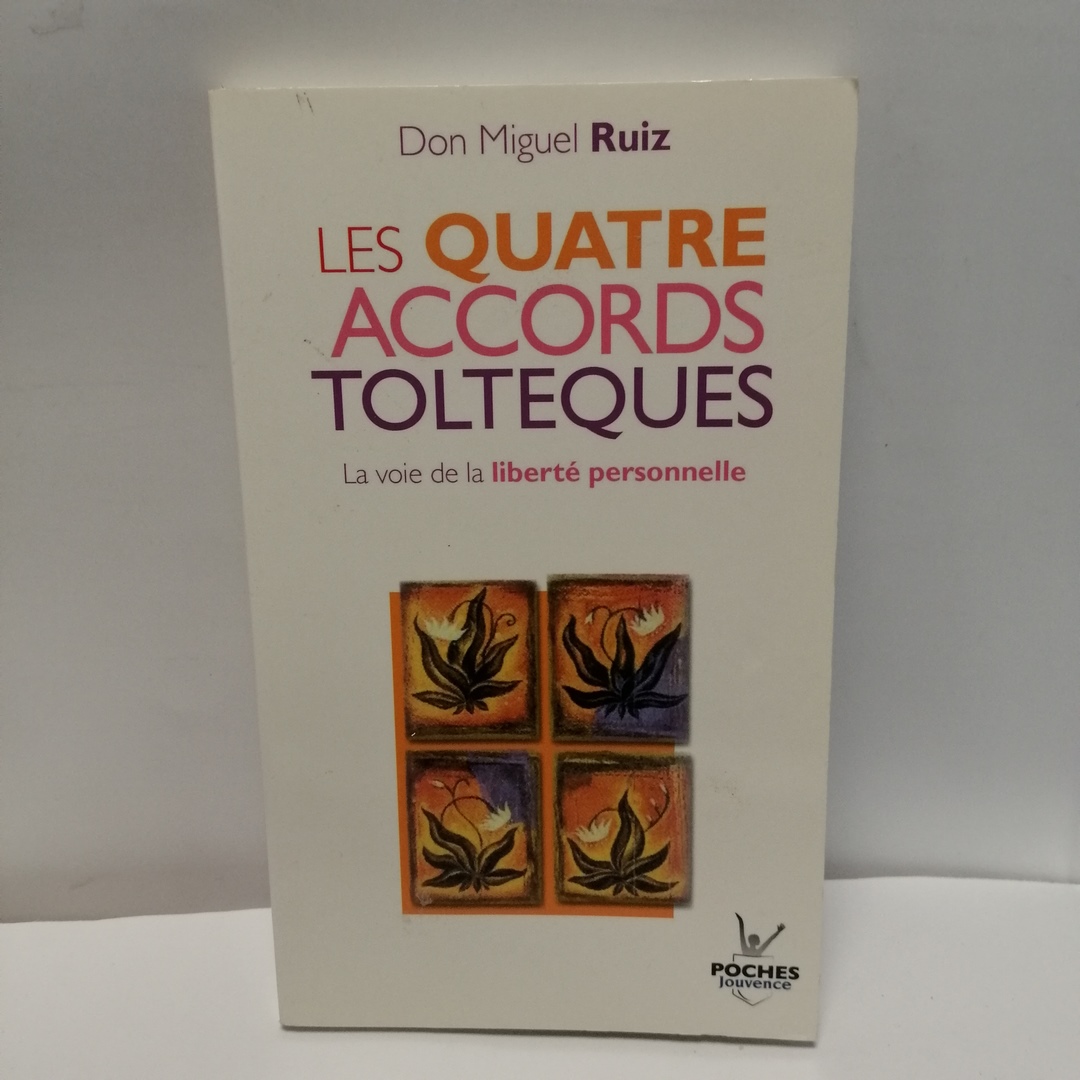 Don Miguel Ruiz
LES QUATRE
ACCORDS
TOLTEQUES
La voie de la liberté personnelle
POCHES
Jouvence